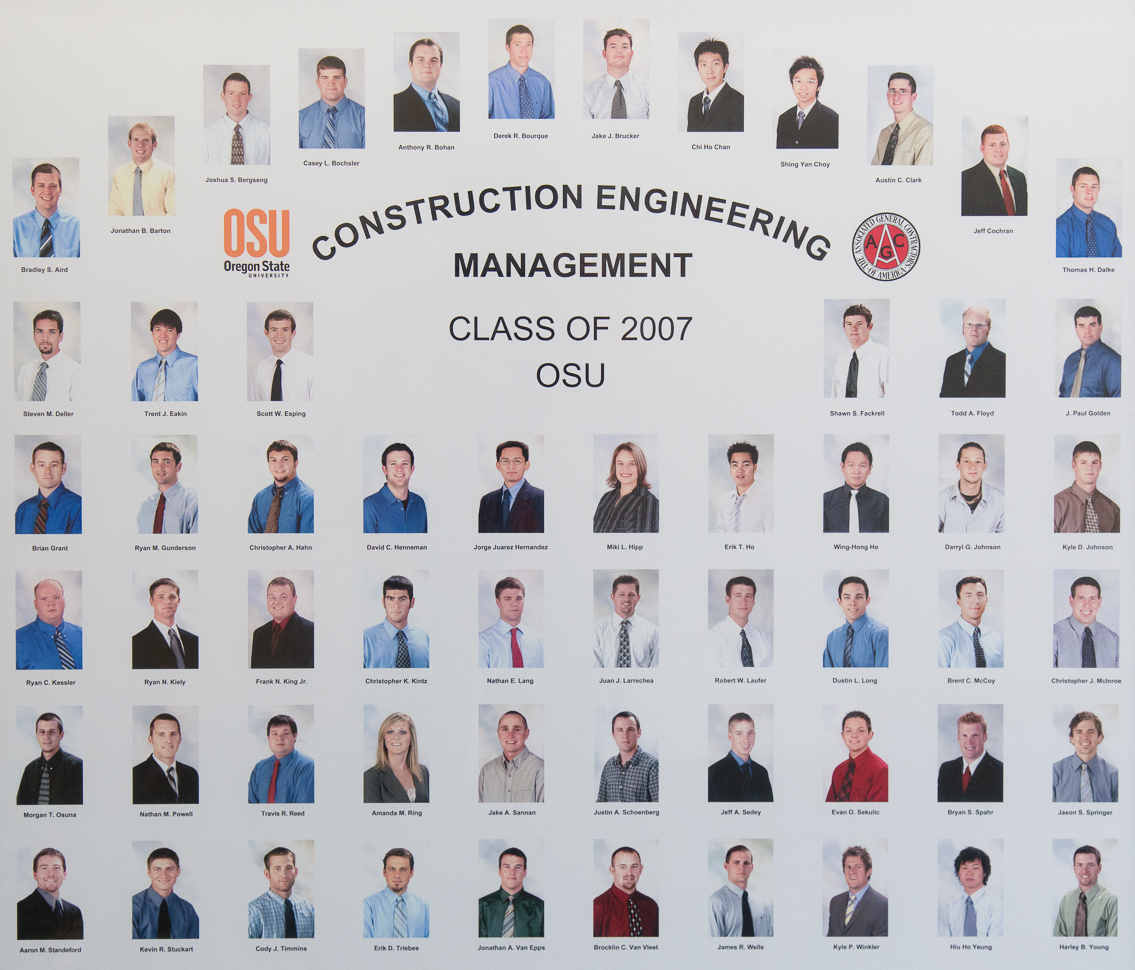 Derek R. Bourque
Jake J. Brucker
Anthony R. Bohan
Chi Ho Chan
Casey L. Bochsler
Shing Yan Choy
Joshua S. Bergseng
Austin C. Clark
Jonathan B. Barton
Jeff Cochran
Bradley S. Aird
Thomas H. Dalke
OSU
Oregon State
UNIVERSITY
CONSTRUCTION ENGINEERING
MANAGEMENT
THE ASSOCIATED GENERAL CONTRACTORS OF AMERICA
AGC
CLASS OF 2007
OSU
Steven M. Deller
Trent J. Eakin
Scott W. Esping
Shawn S. Fackrell
Todd A. Floyd
J. Paul Golden
Brian Grant
Ryan M. Gunderson
Christopher A. Hahn
David C. Henneman
Jorge Juarez Hernandez
Miki L. Hipp
Erik T. Ho
Wing-Hong Ho
Darryl G. Johnson
Kyle D. Johnson
Ryan C. Kessler
Ryan N. Kiely
Frank N. King Jr.
Christopher K. Kintz
Nathan E. Lang
Juan J. Larrechea
Robert W. Laufer
Dustin L. Long
Brent C. McCoy
Christopher J. McInroe
Morgan T. Osuna
Nathan M. Powell
Travis R. Reed
Amanda M. Ring
Jake A. Sannan
Justin A. Schoenberg
Jeff A. Sedey
Evan O. Sekulic
Bryan S. Spahr
Jason S. Springer
Aaron M. Standeford
Kevin R. Stuckart
Cody J. Timmins
Erik D. Triebes
Jonathan A. Van Epps
Brocklin C. Van Vleet
James R. Wells
Kyle P. Winkler
Hiu Ho Yeung
Harley B. Young